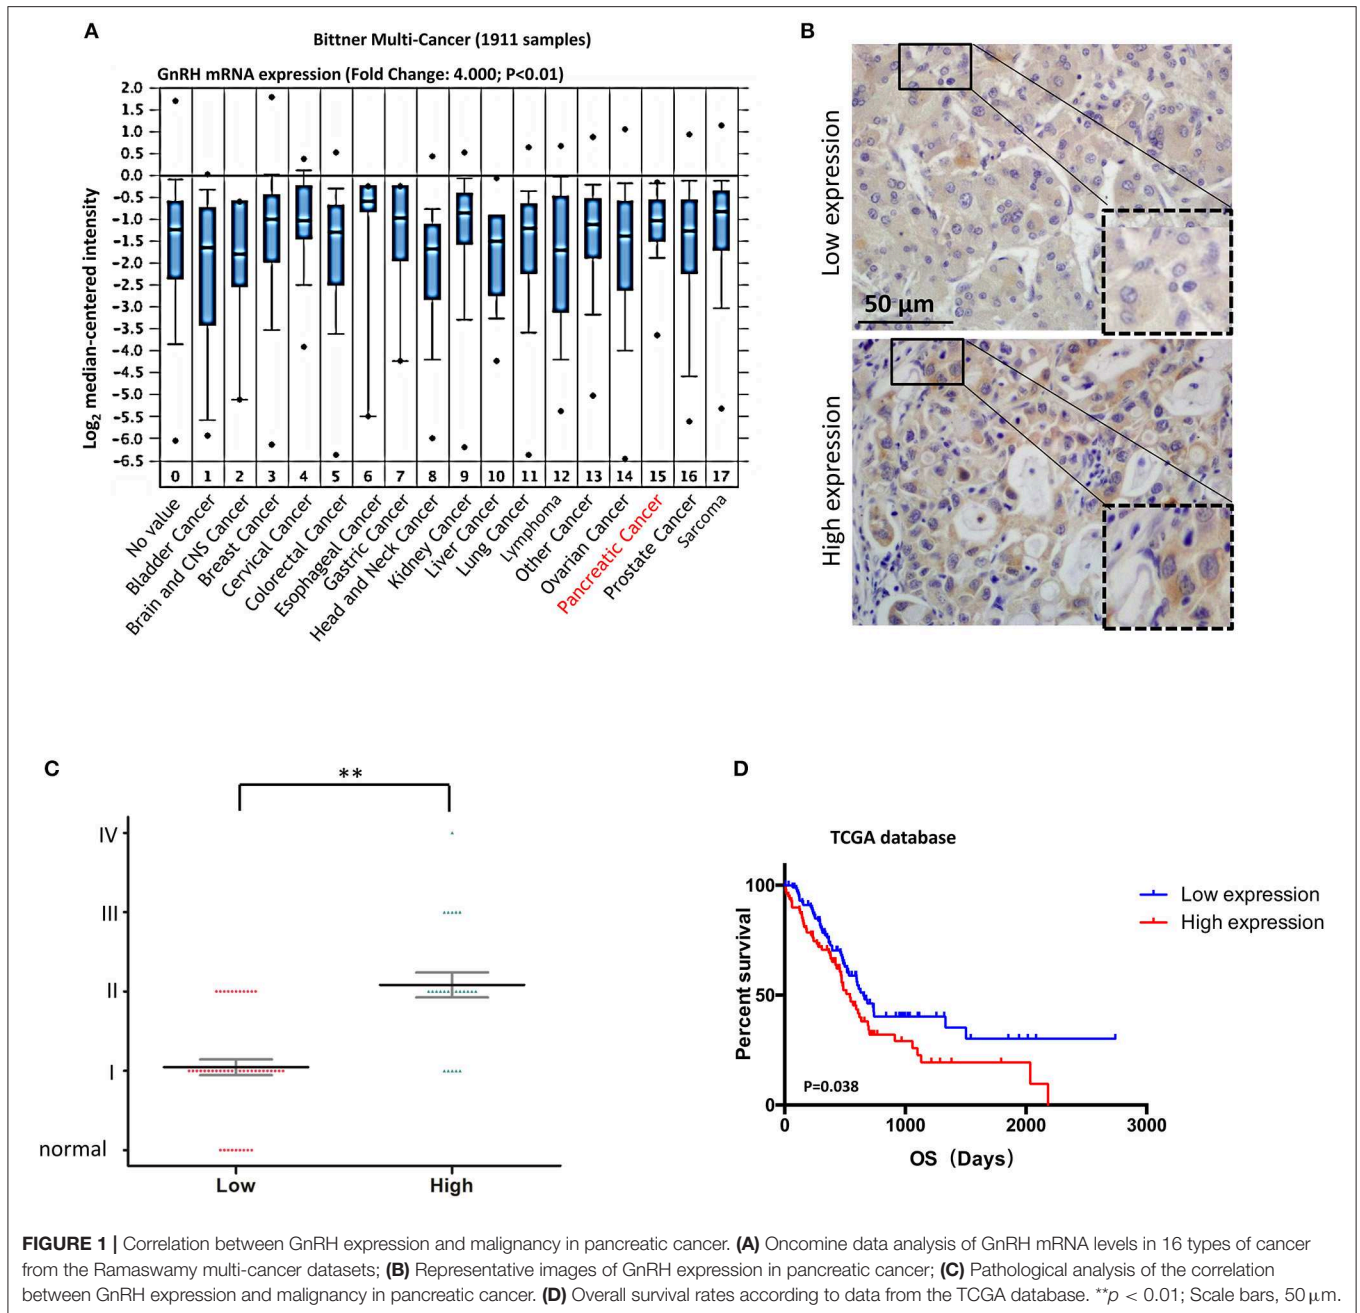 A
Bittner Multi-Cancer (1911 samples)
GnRH mRNA expression (Fold Change: 4.000; P<0.01)
Log2 median-centered intensity
2.0
1.5
1.0
0.5
0.0
-0.5
-1.0
-1.5
-2.0
-2.5
-3.0
-3.5
-4.0
-4.5
-5.0
-5.5
-6.0
-6.5
0 1 2 3 4 5 6 7 8 9 10 11 12 13 14 15 16 17
No value
Bladder Cancer
Brain and CNS Cancer
Breast Cancer
Cervical Cancer
Colorectal Cancer
Esophageal Cancer
Gastric Cancer
Head and Neck Cancer
Kidney Cancer
Liver Cancer
Lung Cancer
Lymphoma
Other Cancer
Ovarian Cancer
Pancreatic Cancer
Prostate Cancer
Sarcoma
B
Low expression
50 μm
High expression
C
**
IV
III
II
I
normal
Low High
D
TCGA database
Percent survival
100
50
0
P=0.038
0 1000 2000 3000
OS (Days)
Low expression
High expression
FIGURE 1 | Correlation between GnRH expression and malignancy in pancreatic cancer. (A) Oncomine data analysis of GnRH mRNA levels in 16 types of cancer
from the Ramaswamy multi-cancer datasets; (B) Representative images of GnRH expression in pancreatic cancer; (C) Pathological analysis of the correlation
between GnRH expression and malignancy in pancreatic cancer. (D) Overall survival rates according to data from the TCGA database. **p < 0.01; Scale bars, 50 μm.